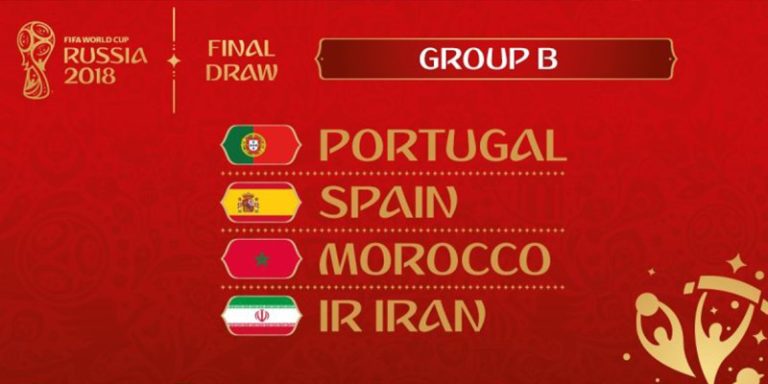 FIFA WORLD CUP
RUSSIA
2018
FINAL
DRAW
GROUP B
PORTUGAL
SPAIN
MOROCCO
IR IRAN